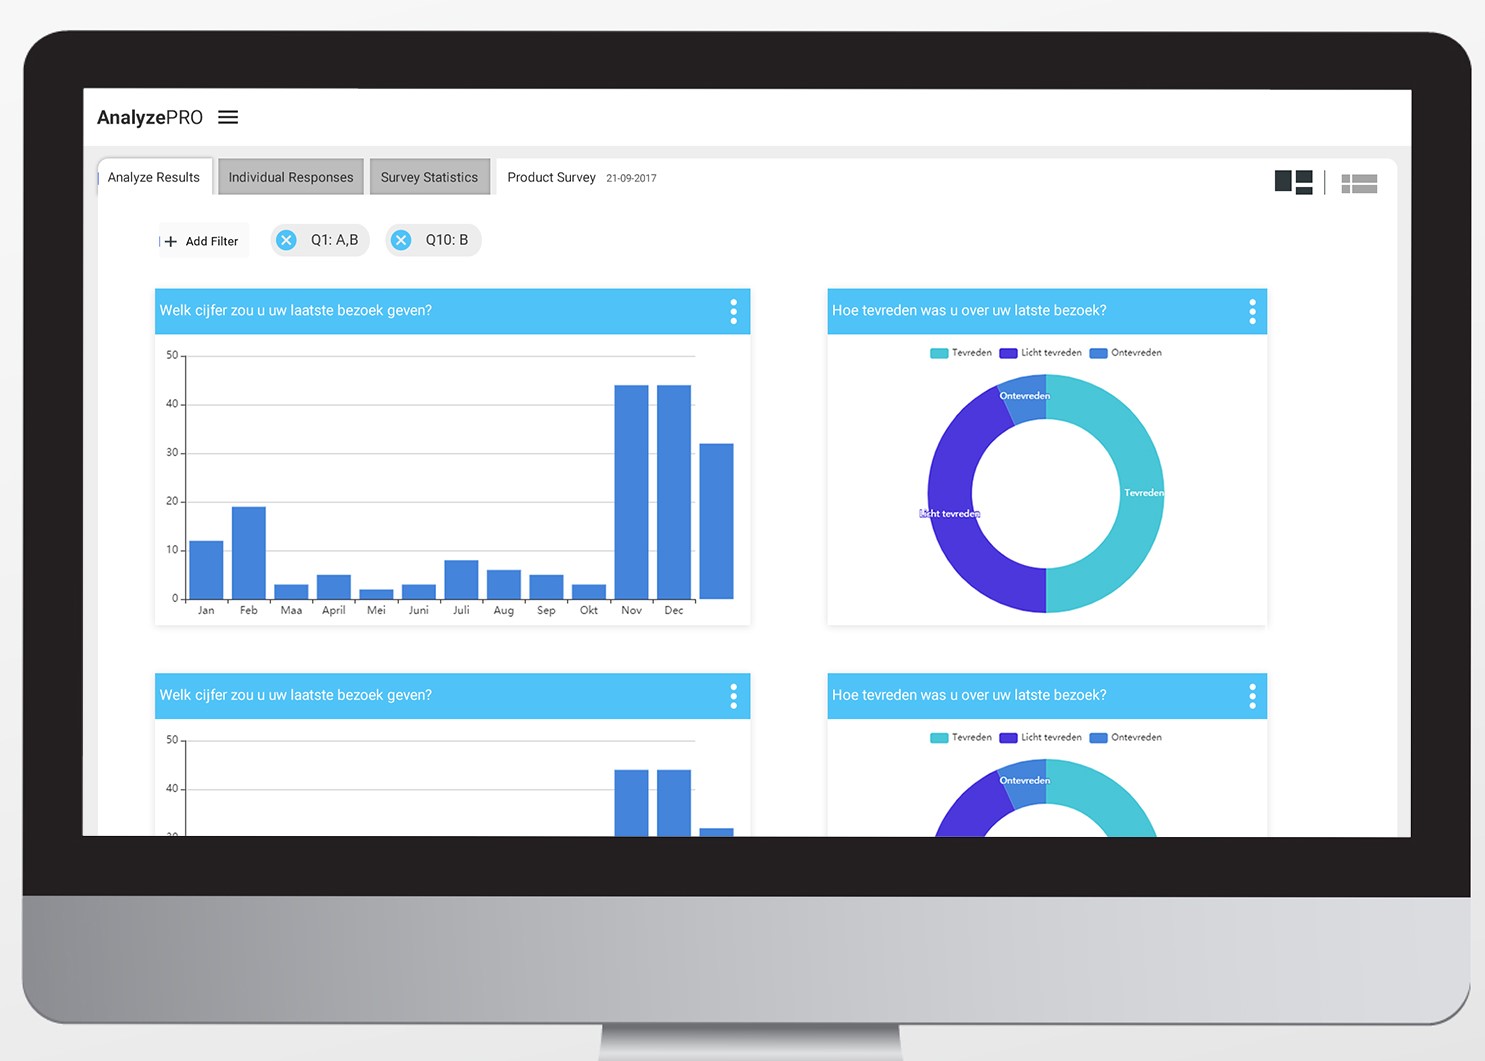 AnalyzePRO
Analyze Results Individual Responses Survey Statistics Product Survey 21-09-2017
+ Add Filter Q1: A,B Q10: B
Welk cijfer zou u uw laatste bezoek geven?
50
40
30
20
10
0
Jan Feb Maa April Mei Juni Juli Aug Sep Okt Nov Dec
Hoe tevreden was u over uw latste bezoek?
Tevreden Licht tevreden Ontevreden
Ontevreden
Tevreden
Licht tevreden
Welk cijfer zou u uw laatste bezoek geven?
50
40
30
Hoe tevreden was u over uw latste bezoek?
Tevreden Licht tevreden Ontevreden
Ontevreden